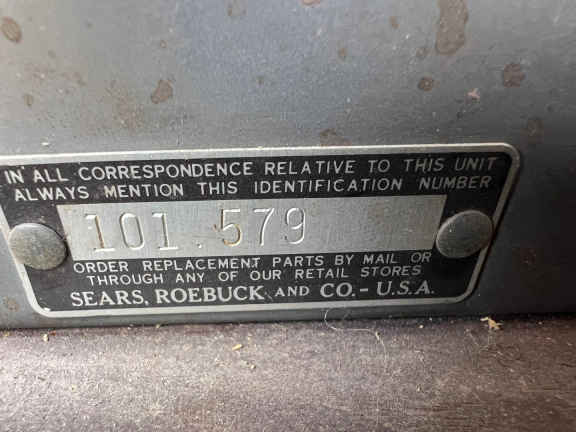 IN ALL CORRESPONDENCE RELATIVE TO THIS UNIT
ALWAYS MENTION THIS IDENTIFICATION NUMBER
101.579
ORDER REPLACEMENT PARTS BY MAIL OR
THROUGH ANY OF OUR RETAIL STORES
SEARS, ROEBUCK AND CO. - U.S.A.